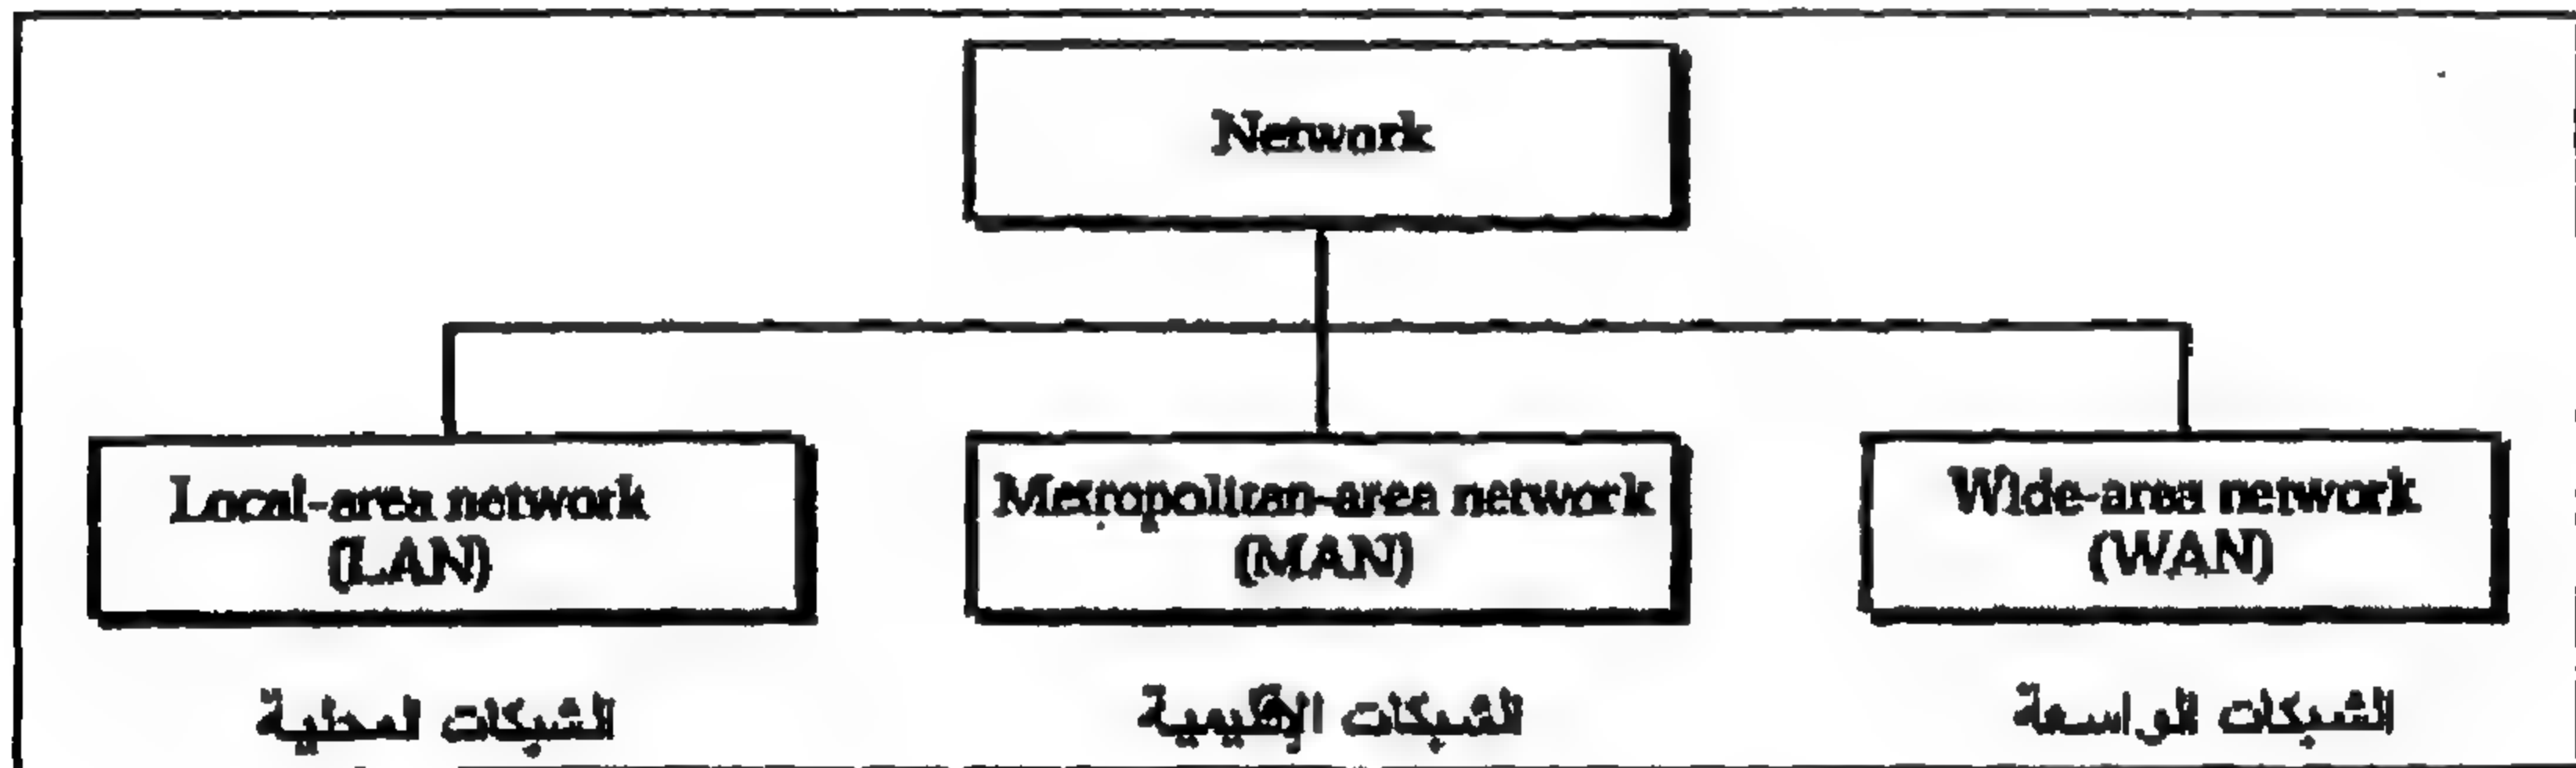 Network
Local-area network
(LAN)
Metropolitan-area network
(MAN)
Wide-area network
(WAN)
الشبكات لمحلية
الشبكات الإقليمية
الشبكات الواسعة